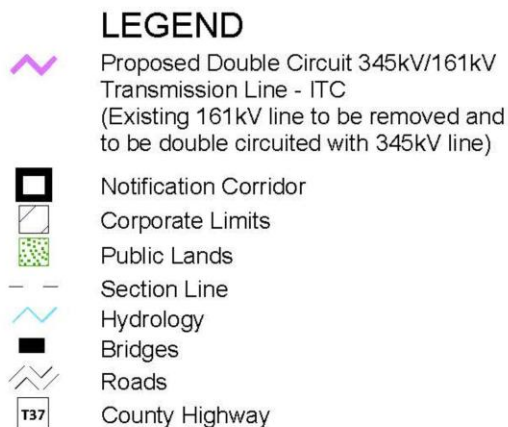 LEGEND
Proposed Double Circuit 345kV/161kV
Transmission Line - ITC
(Existing 161kV line to be removed and
to be double circuited with 345kV line)
Notification Corridor
Corporate Limits
Public Lands
Section Line
Hydrology
Bridges
Roads
T37 County Highway